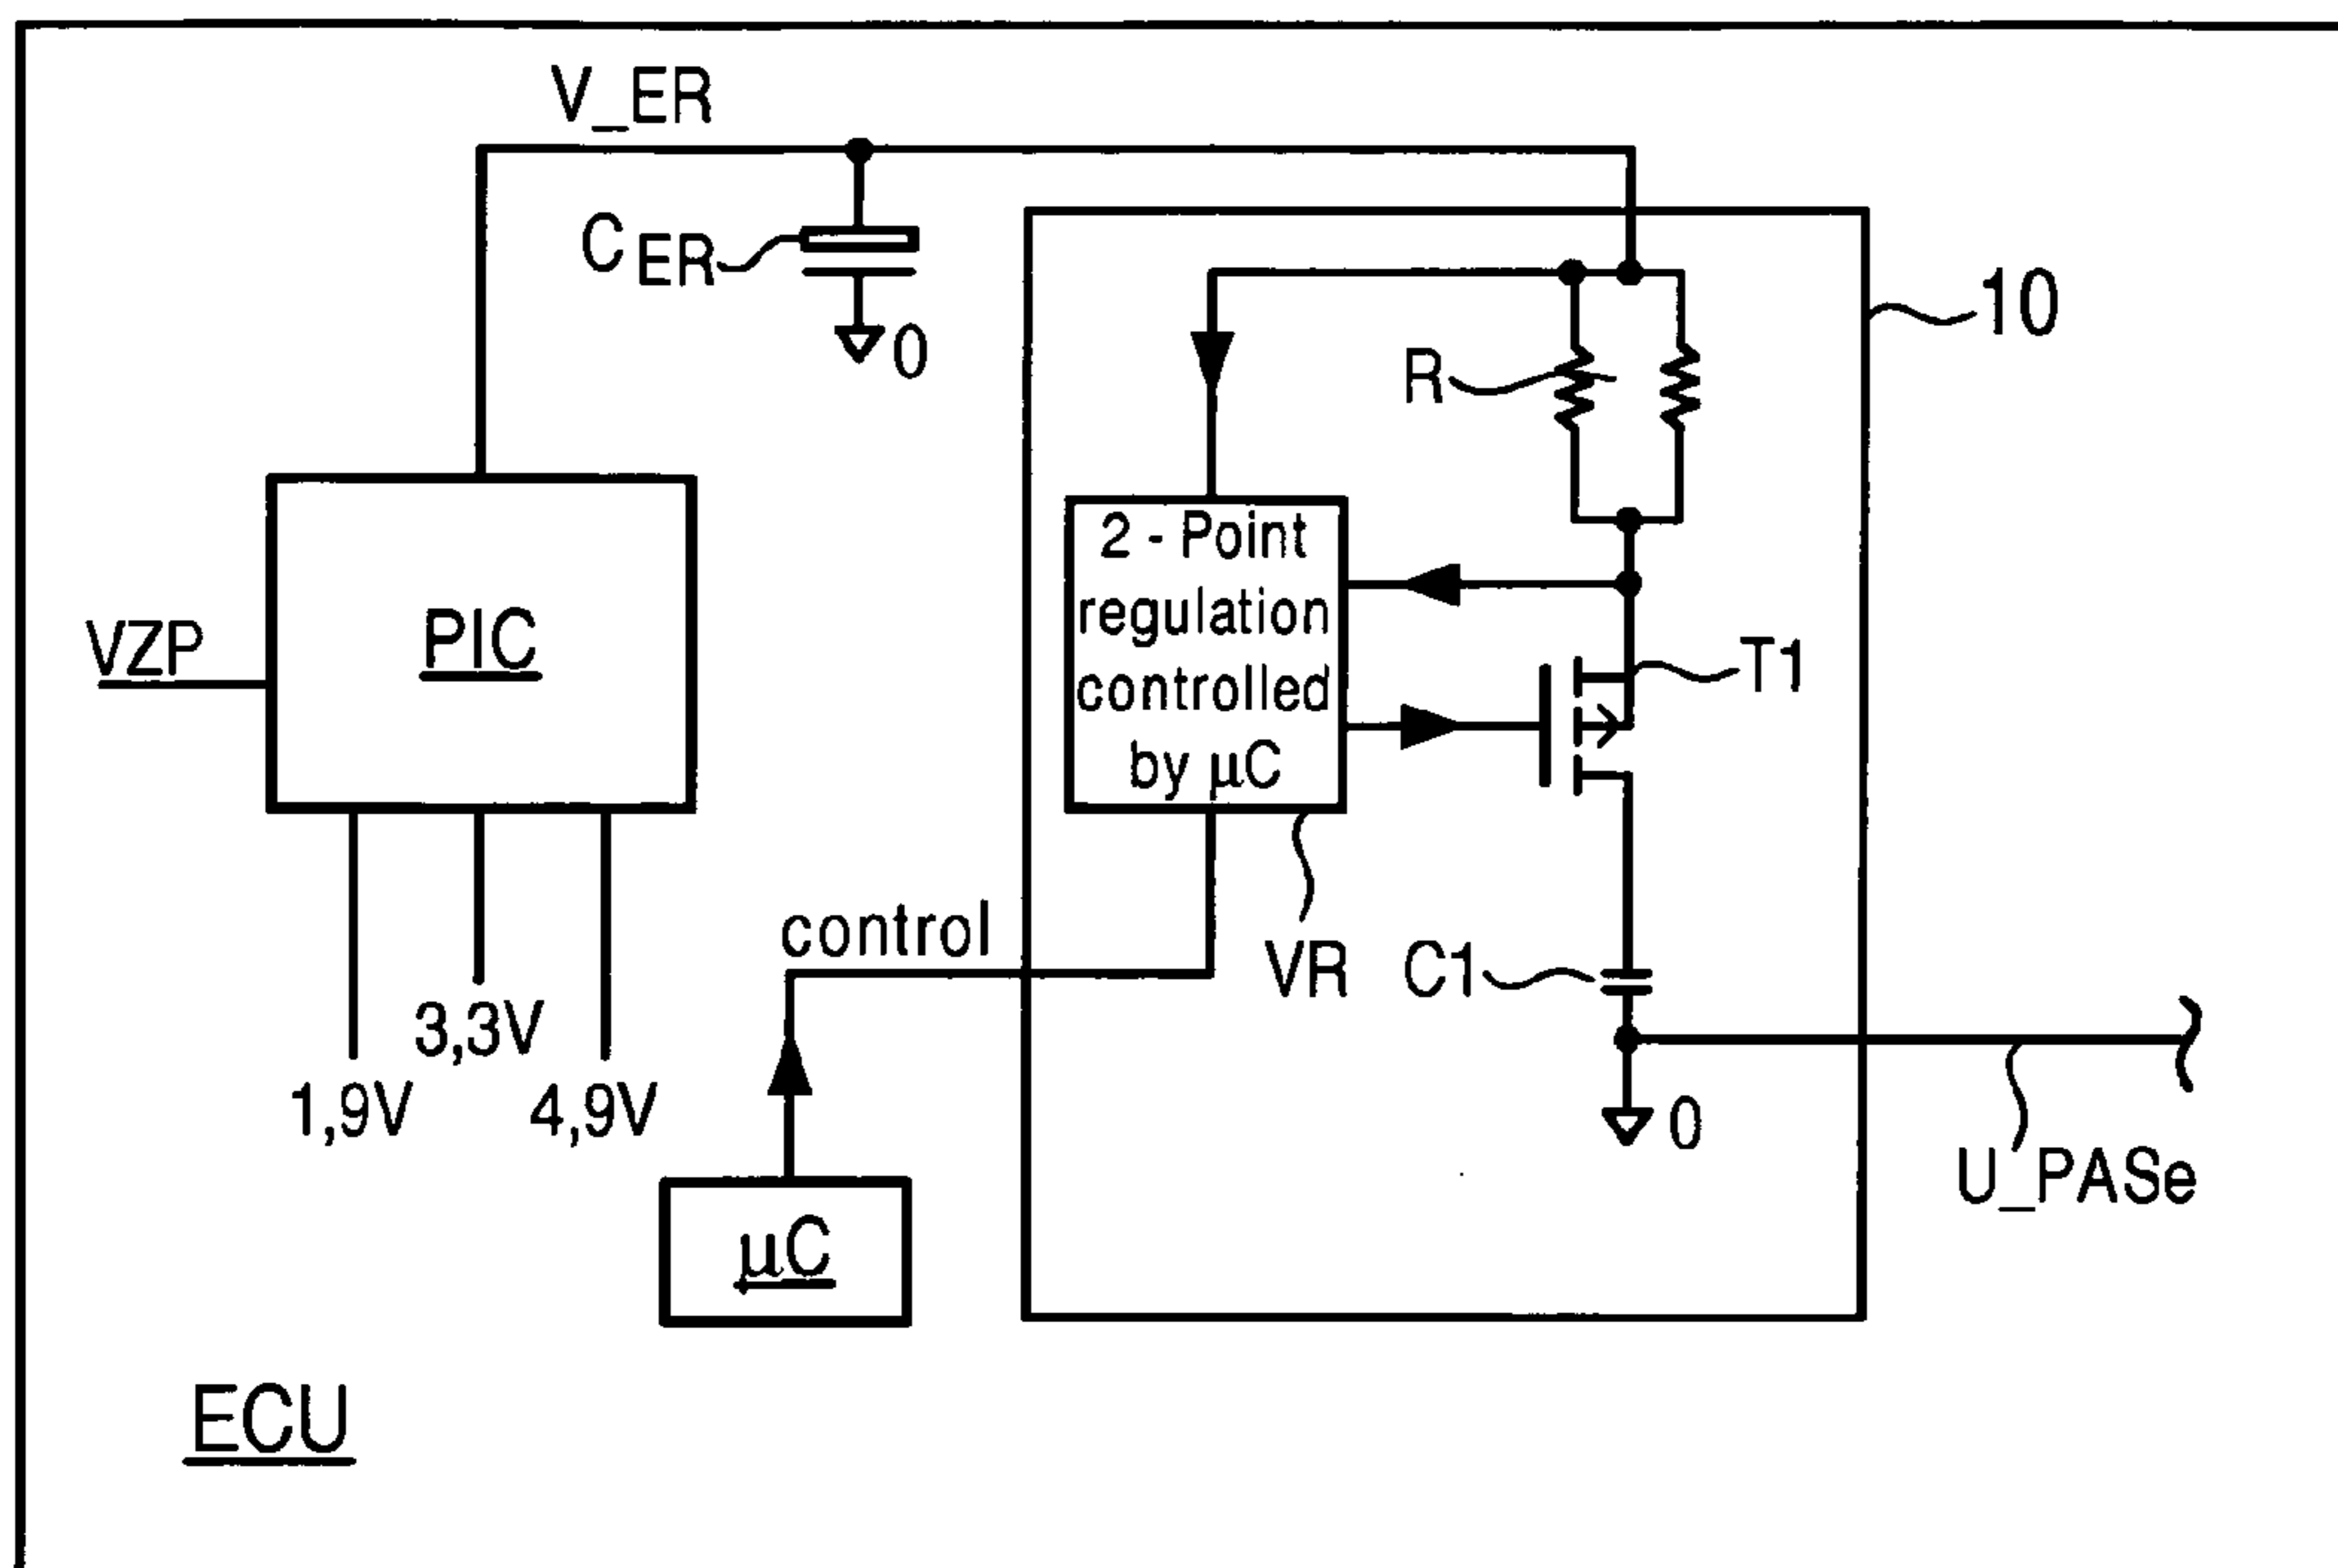 V_ER
C ER
0
10
R
2 - Point
regulation
controlled
by µC
T1
VZP
PIC
control
VR
C1
3,3V
1,9V
4,9V
0
U_PASe
µC
ECU